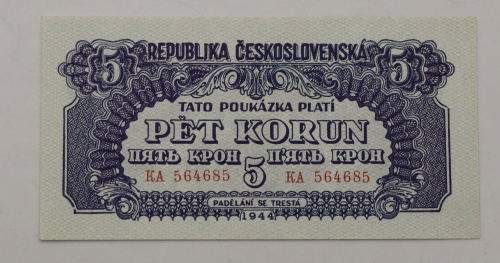 5 REPUBLIKA ČESKOSLOVENSKÁ 5
TATO POUKÁZKA PLATÍ
PĚT KORUN
ПЯТЬ КРОН П'ЯТЬ КРОН
KA 564685 5 KA 564685
PADĚLÁNÍ SE TRESTÁ
1944